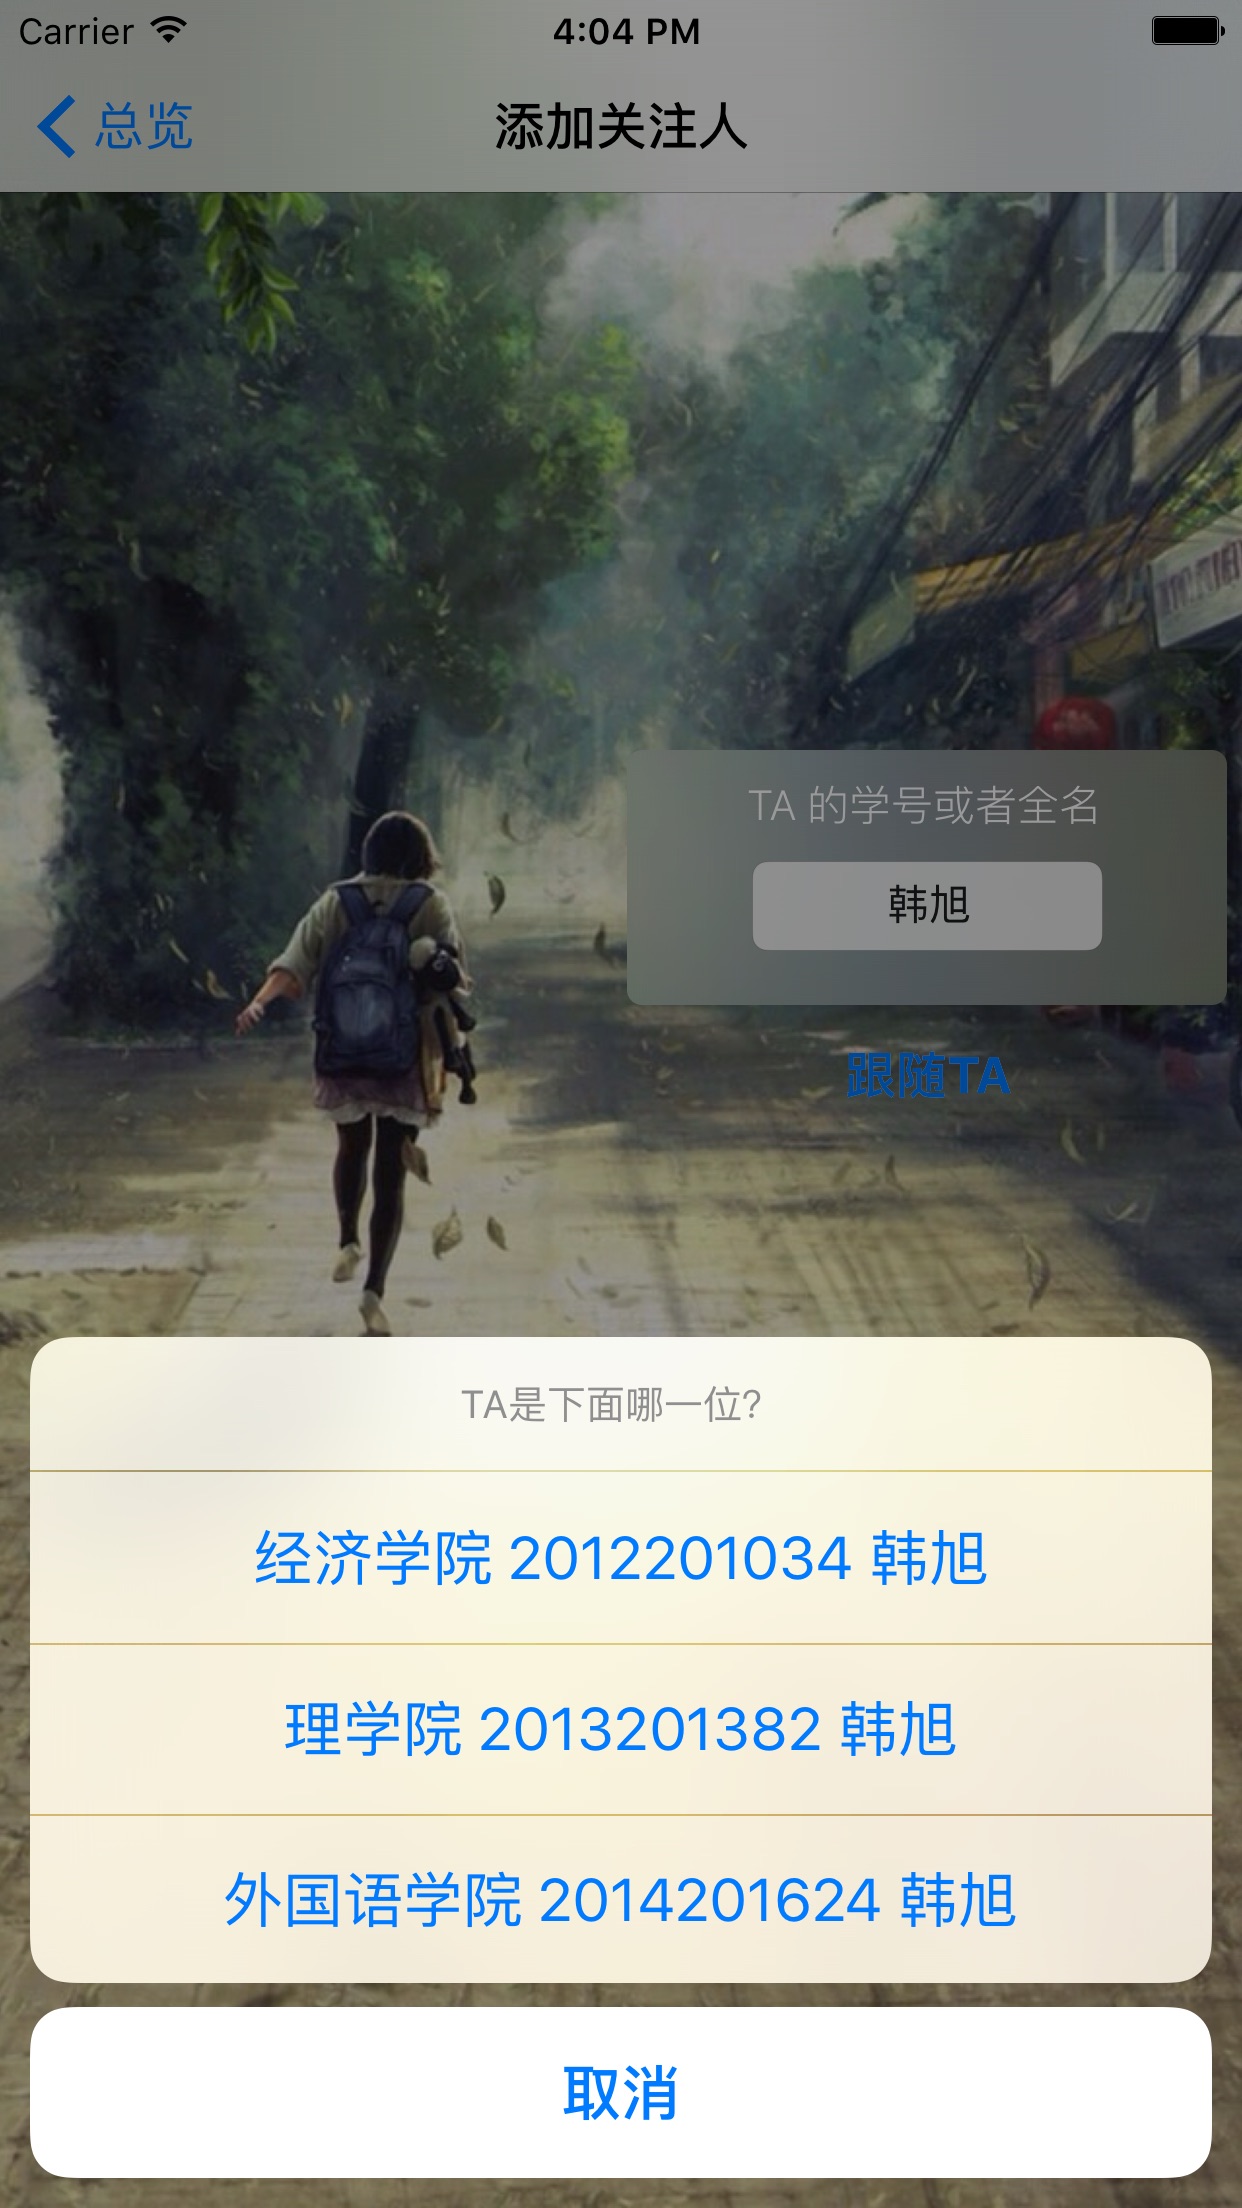 Carrier 4:04 PM
总览 添加关注人
TA 的学号或者全名
韩旭
跟随TA
TA是下面哪一位?
经济学院 2012201034 韩旭
理学院 2013201382 韩旭
外国语学院 2014201624 韩旭
取消